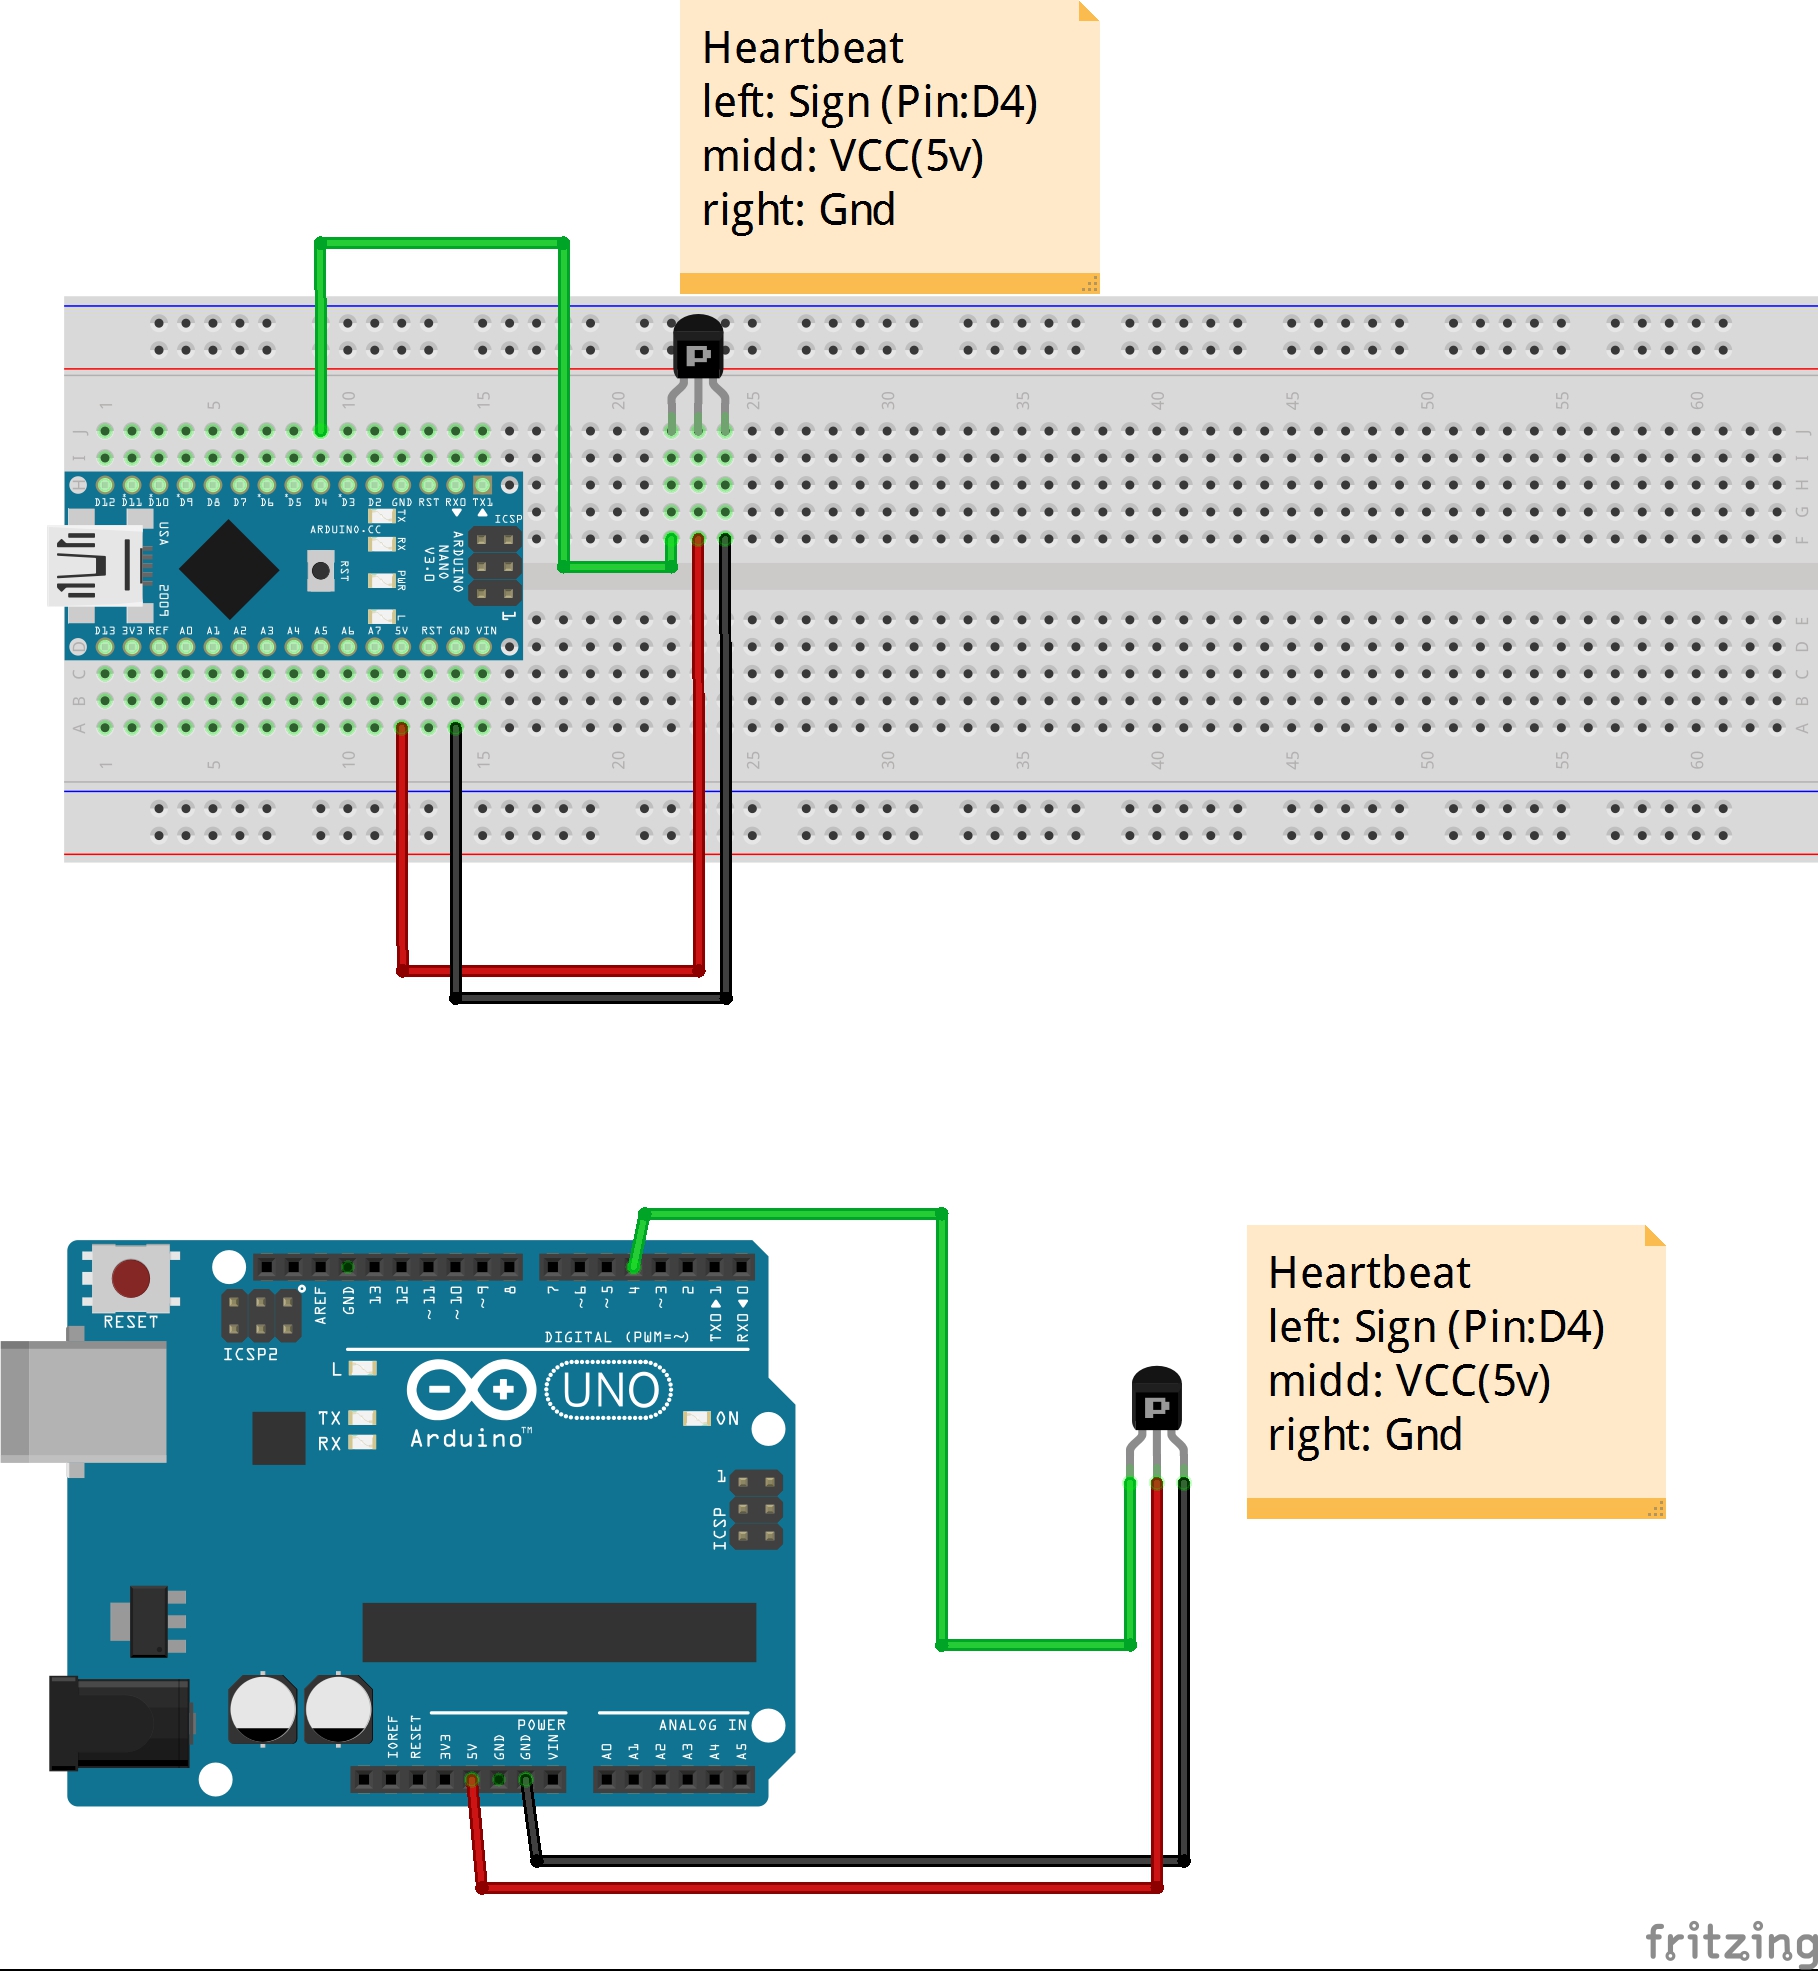 Heartbeat
left: Sign (Pin:D4)
midd: VCC(5v)
right: Gnd
1 5 10 15 20 25 30 35 40 45 50 55 60
J J
I I
H H
G
F
D12 D11 D10 D9 D8 D7 D6 D5 D4 D3 D2 GND RST RX0 TX1
ICSP
ARDUINO.CC
TX
RX
PWR
L
RST
USA
2009
ARDUINO
NANO
V3.0
1
D13 3V3 REF A0 A1 A2 A3 A4 A5 A6 A7 5V RST GND VIN
E
D D
C C
B B
A A
1 5 10 15 20 25 30 35 40 45 50 55 60
P
RESET
ICSP2
AREF GND 13 12 ~11 ~10 ~9 8 7 ~6 ~5 4 ~3 2 TX0▶1 RX0◀0
DIGITAL (PWM=~)
L
TX
RX
UNO
Arduino™
ON
1
ICSP
P
Heartbeat
left: Sign (Pin:D4)
midd: VCC(5v)
right: Gnd
POWER
ANALOG IN
IOREF RESET 3V3 5V GND GND VIN A0 A1 A2 A3 A4 A5
fritzing